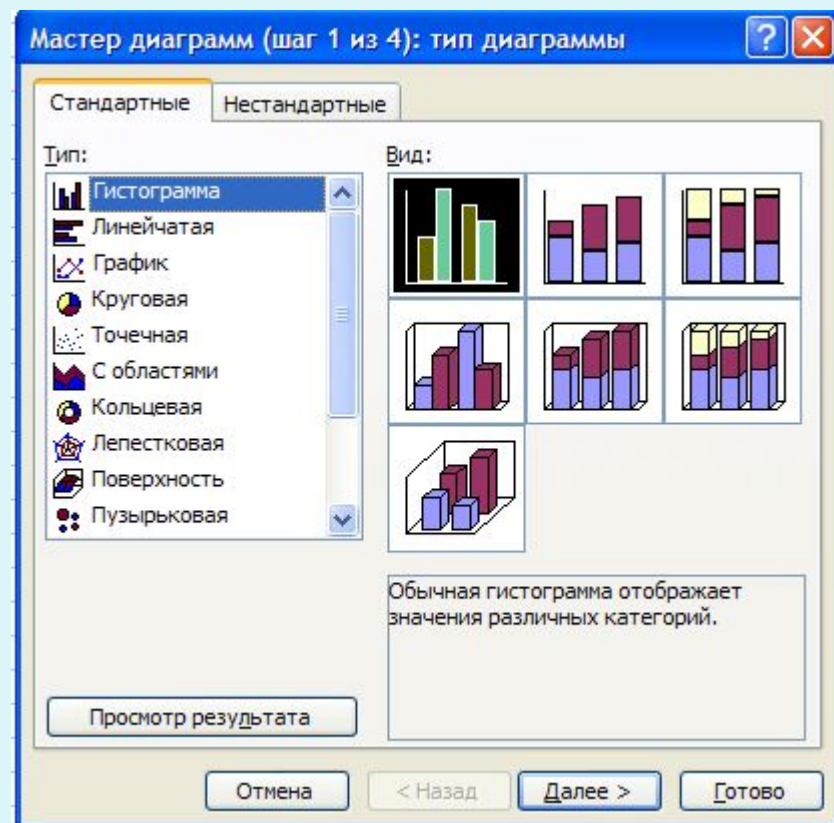 Мастер диаграмм (шаг 1 из 4): тип диаграммы
Стандартные
Нестандартные
Тип:
Гистограмма
Линейчатая
График
Круговая
Точечная
С областями
Кольцевая
Лепестковая
Поверхность
Пузырьковая
Вид:
Обычная гистограмма отображает
значения различных категорий.
Просмотр результата
Отмена
< Назад
Далее >
Готово